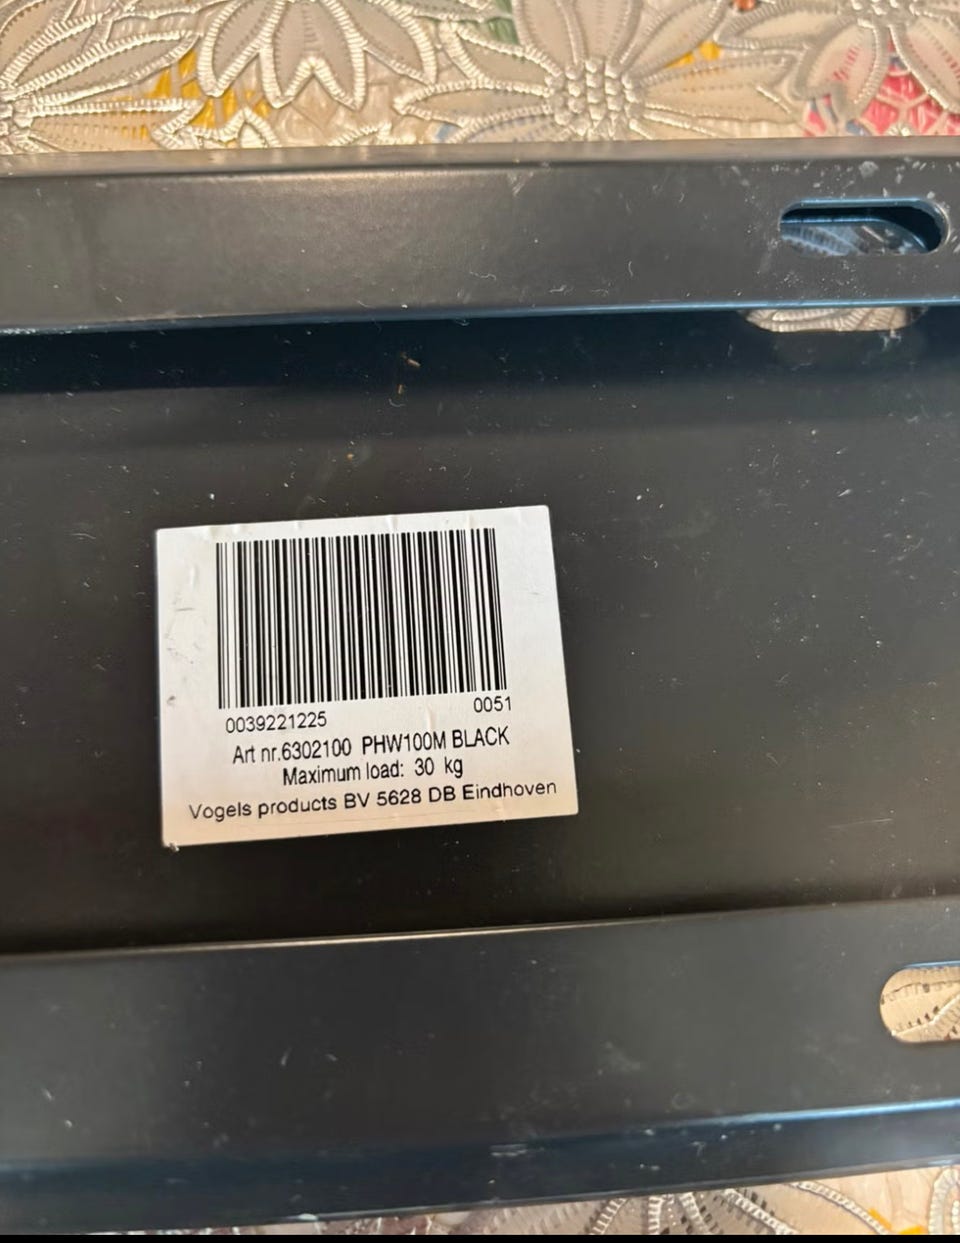 0039221225 0051
Art nr.6302100 PHW100M BLACK
Maximum load: 30 kg
Vogels products BV 5628 DB Eindhoven